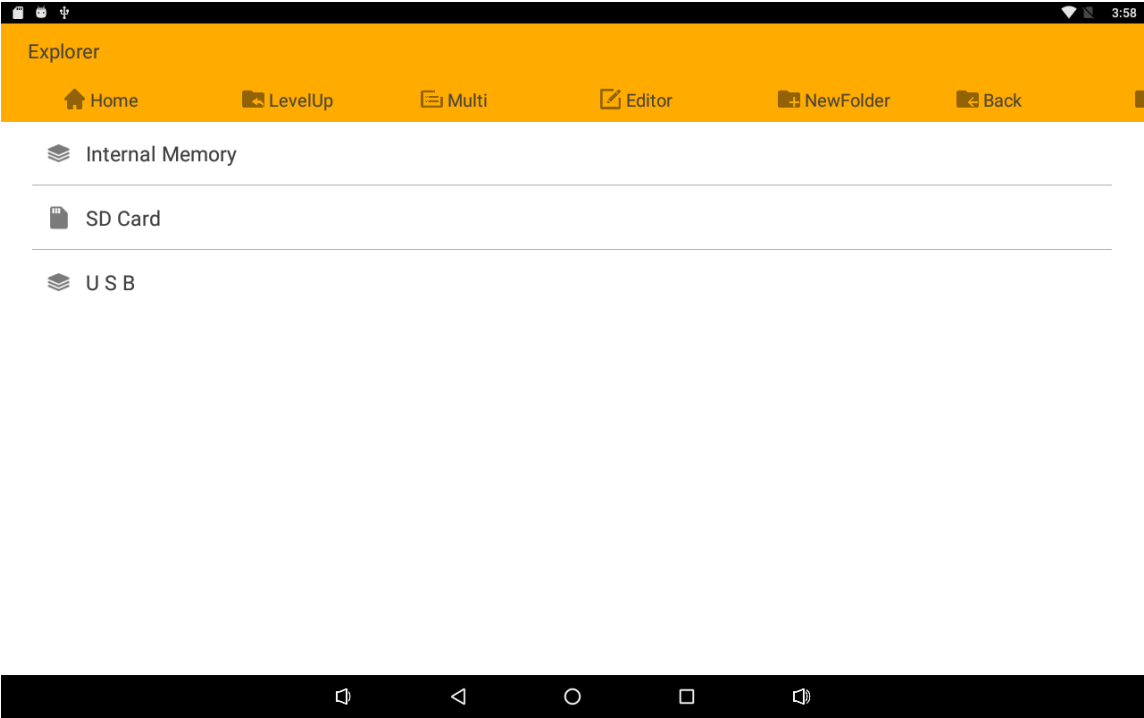 3:58
Explorer
Home LevelUp Multi Editor NewFolder Back
Internal Memory
SD Card
U S B